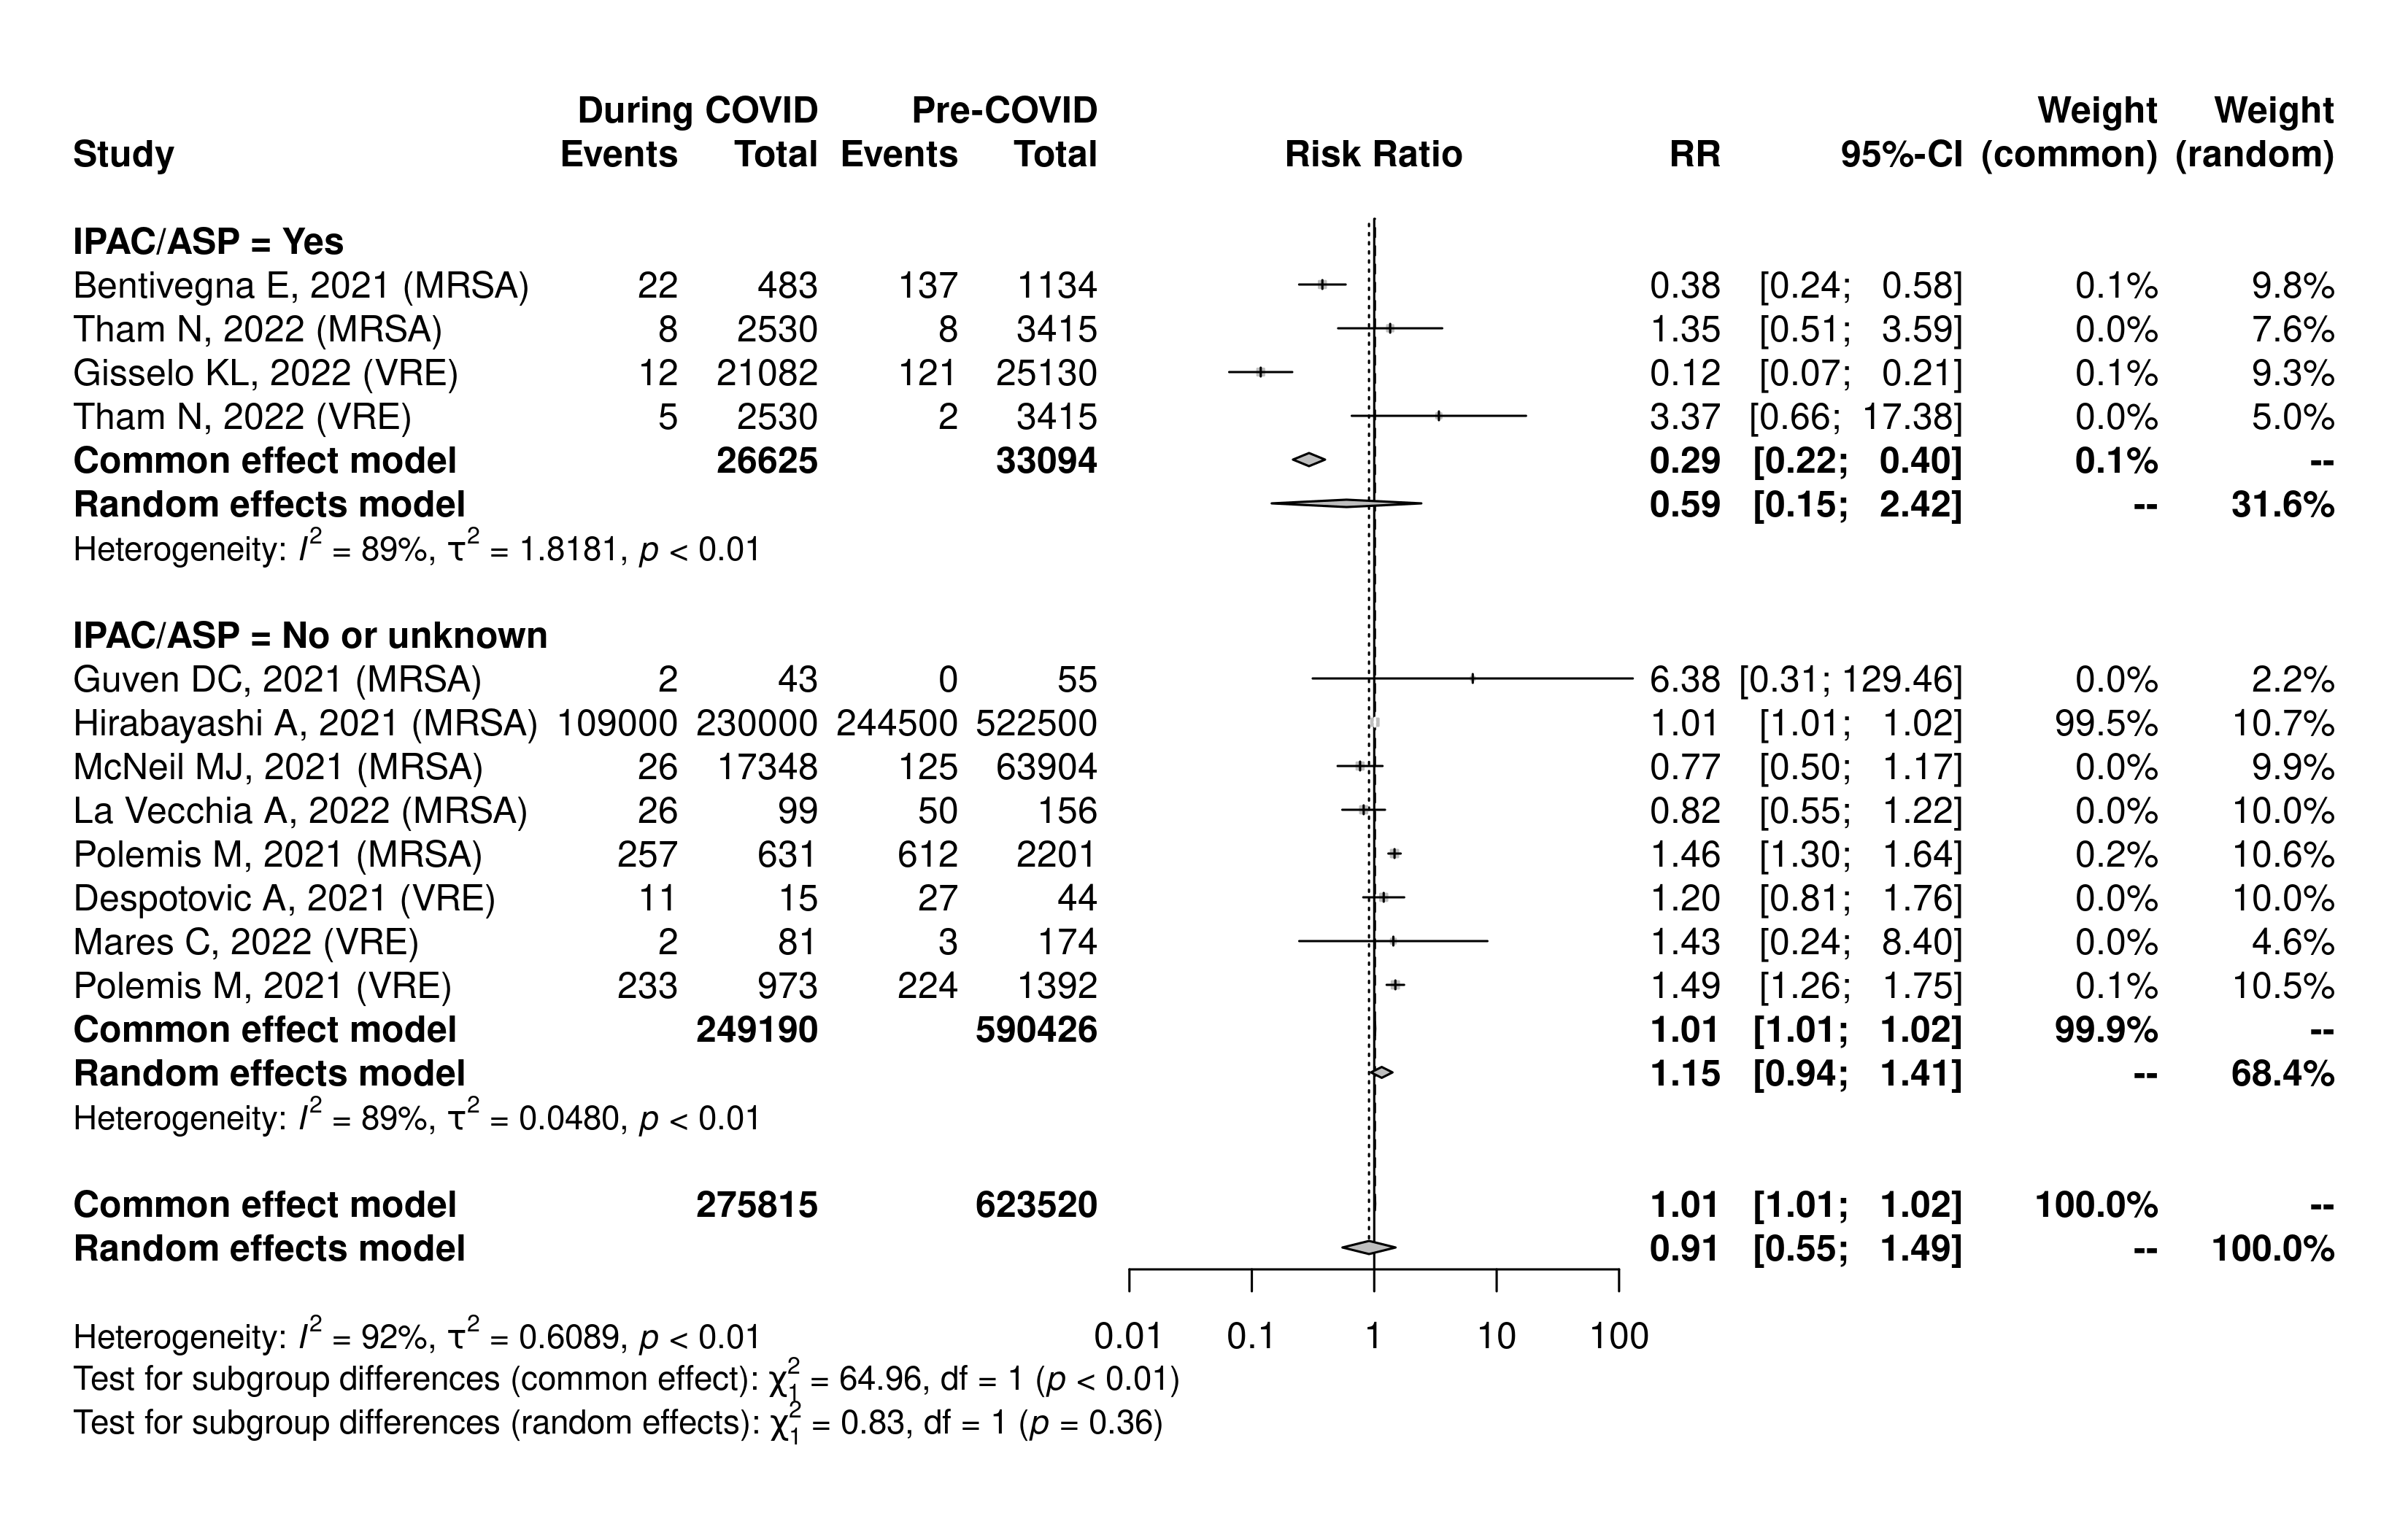 During COVID Pre-COVID Weight Weight
Study Events Total Events Total Risk Ratio RR 95%-CI (common) (random)
IPAC/ASP = Yes
Bentivegna E, 2021 (MRSA) 22 483 137 1134 0.38 [0.24; 0.58] 0.1% 9.8%
Tham N, 2022 (MRSA) 8 2530 8 3415 1.35 [0.51; 3.59] 0.0% 7.6%
Gisselo KL, 2022 (VRE) 12 21082 121 25130 0.12 [0.07; 0.21] 0.1% 9.3%
Tham N, 2022 (VRE) 5 2530 2 3415 3.37 [0.66; 17.38] 0.0% 5.0%
Common effect model 26625 33094 0.29 [0.22; 0.40] 0.1% --
Random effects model 0.59 [0.15; 2.42] -- 31.6%
Heterogeneity: I² = 89%, τ² = 1.8181, p < 0.01
IPAC/ASP = No or unknown
Guven DC, 2021 (MRSA) 2 43 0 55 6.38 [0.31; 129.46] 0.0% 2.2%
Hirabayashi A, 2021 (MRSA) 109000 230000 244500 522500 1.01 [1.01; 1.02] 99.5% 10.7%
McNeil MJ, 2021 (MRSA) 26 17348 125 63904 0.77 [0.50; 1.17] 0.0% 9.9%
La Vecchia A, 2022 (MRSA) 26 99 50 156 0.82 [0.55; 1.22] 0.0% 10.0%
Polemis M, 2021 (MRSA) 257 631 612 2201 1.46 [1.30; 1.64] 0.2% 10.6%
Despotovic A, 2021 (VRE) 11 15 27 44 1.20 [0.81; 1.76] 0.0% 10.0%
Mares C, 2022 (VRE) 2 81 3 174 1.43 [0.24; 8.40] 0.0% 4.6%
Polemis M, 2021 (VRE) 233 973 224 1392 1.49 [1.26; 1.75] 0.1% 10.5%
Common effect model 249190 590426 1.01 [1.01; 1.02] 99.9% --
Random effects model 1.15 [0.94; 1.41] -- 68.4%
Heterogeneity: I² = 89%, τ² = 0.0480, p < 0.01
Common effect model 275815 623520 1.01 [1.01; 1.02] 100.0% --
Random effects model 0.91 [0.55; 1.49] -- 100.0%
Heterogeneity: I² = 92%, τ² = 0.6089, p < 0.01 0.01 0.1 1 10 100
Test for subgroup differences (common effect): χ²₁ = 64.96, df = 1 (p < 0.01)
Test for subgroup differences (random effects): χ²₁ = 0.83, df = 1 (p = 0.36)